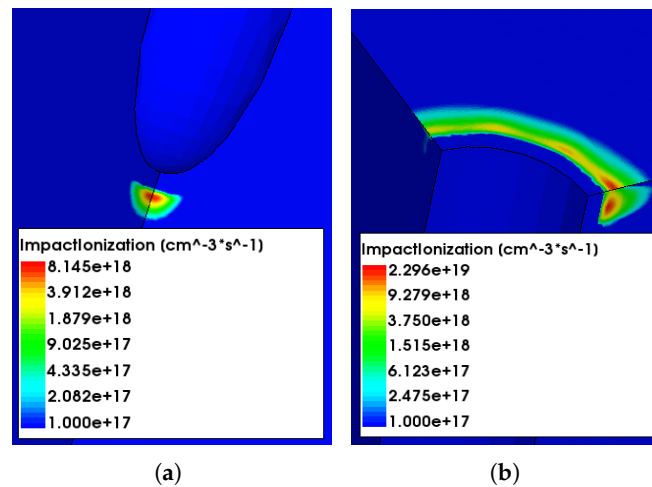 ImpactIonization (cm^-3*s^-1)
8.145e+18
3.912e+18
1.879e+18
9.025e+17
4.335e+17
2.082e+17
1.000e+17
(a)
ImpactIonization (cm^-3*s^-1)
2.296e+19
9.279e+18
3.750e+18
1.515e+18
6.123e+17
2.475e+17
1.000e+17
(b)